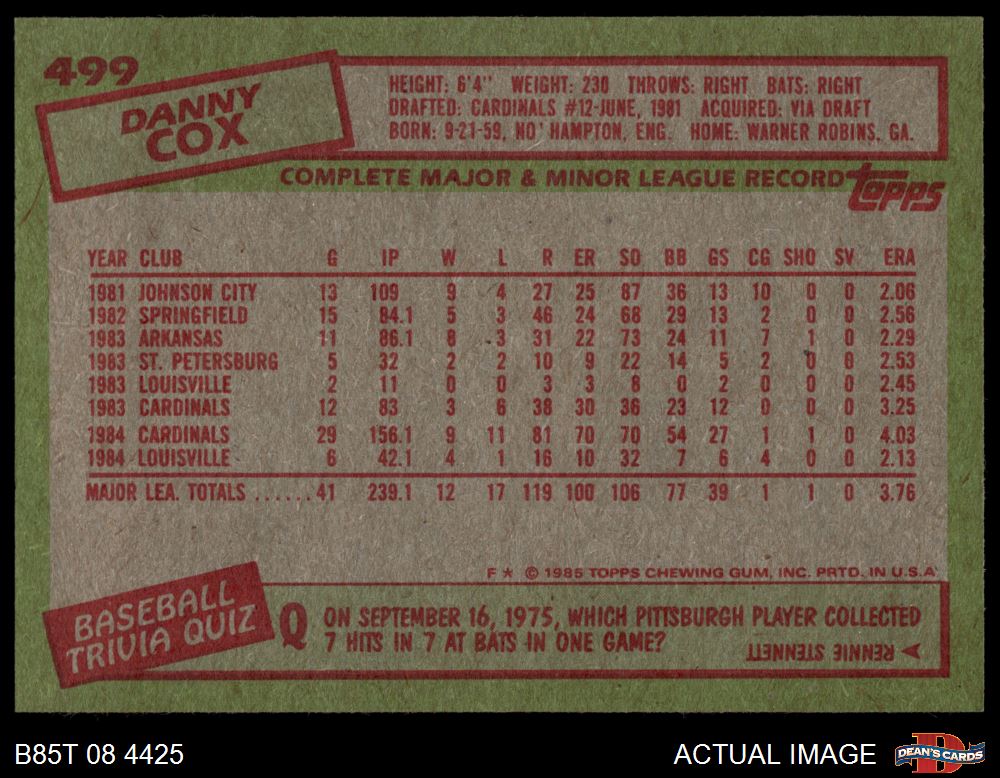 499
DANNY
COX
HEIGHT: 6'4" WEIGHT: 230 THROWS: RIGHT BATS: RIGHT
DRAFTED: CARDINALS #12-JUNE, 1981 ACQUIRED: VIA DRAFT
BORN: 9-21-59, NO' HAMPTON, ENG. HOME: WARNER ROBINS, GA.
COMPLETE MAJOR & MINOR LEAGUE RECORD
topps
YEAR CLUB G IP W L R ER SO BB GS CG SHO SV ERA
1981 JOHNSON CITY 13 109 9 4 27 25 87 36 13 10 0 0 2.06
1982 SPRINGFIELD 15 84.1 5 3 46 24 68 29 13 2 0 0 2.56
1983 ARKANSAS 11 86.1 8 3 31 22 73 24 11 7 1 0 2.29
1983 ST. PETERSBURG 5 32 2 2 10 9 22 14 5 2 0 0 2.53
1983 LOUISVILLE 2 11 0 0 3 3 8 0 2 0 0 0 2.45
1983 CARDINALS 12 83 3 6 38 30 36 23 12 0 0 0 3.25
1984 CARDINALS 29 156.1 9 11 81 70 70 54 27 1 1 0 4.03
1984 LOUISVILLE 6 42.1 4 1 16 10 32 7 6 4 0 0 2.13
MAJOR LEA. TOTALS ......41 239.1 12 17 119 100 106 77 39 1 1 0 3.76
F★ © 1985 TOPPS CHEWING GUM, INC. PRTD. IN U.S.A.
BASEBALL
TRIVIA QUIZ
Q ON SEPTEMBER 16, 1975, WHICH PITTSBURGH PLAYER COLLECTED
7 HITS IN 7 AT BATS IN ONE GAME?
RENNIE STENNETT
B85T 08 4425
ACTUAL IMAGE
D
DEAN'S CARDS